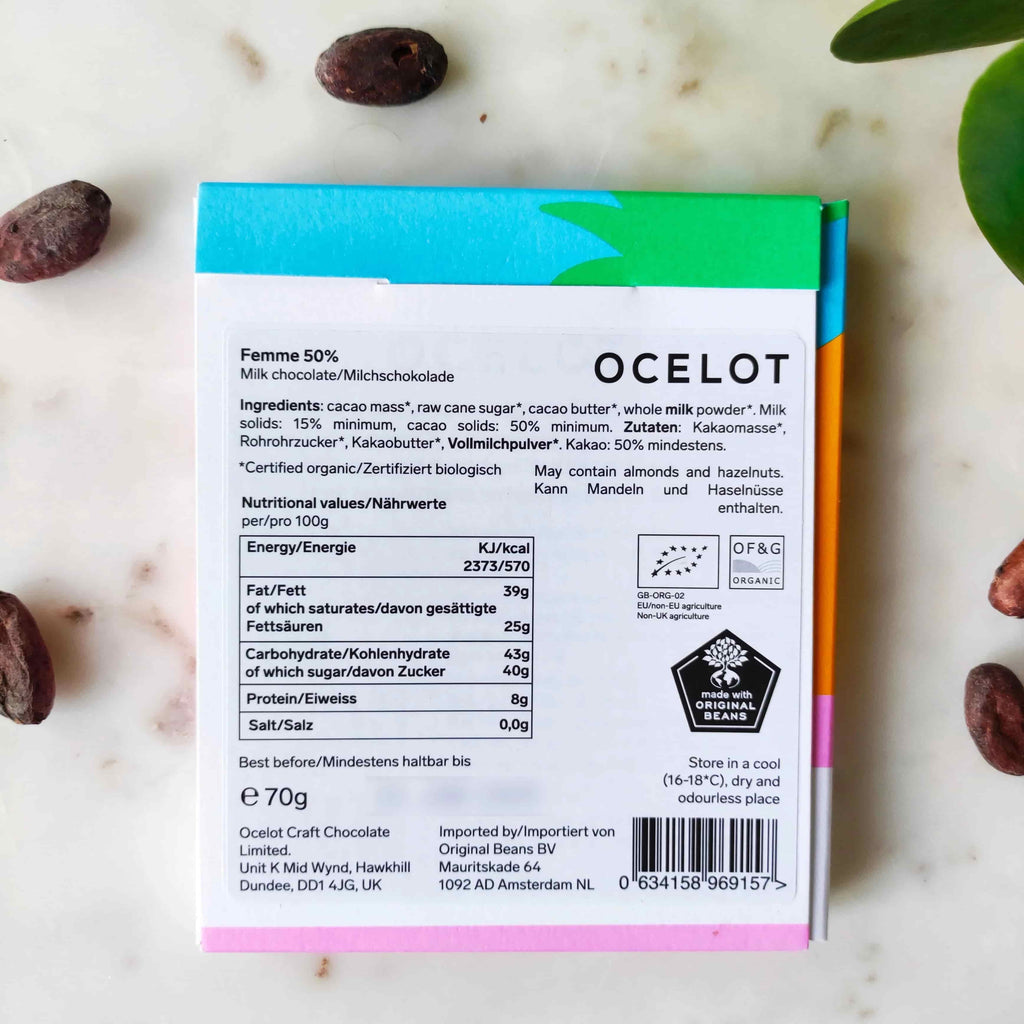 Femme 50%
Milk chocolate/Milchschokolade
OCELOT
Ingredients: cacao mass*, raw cane sugar*, cacao butter*, whole milk powder*. Milk
solids: 15% minimum, cacao solids: 50% minimum. Zutaten: Kakaomasse*,
Rohrohrzucker*, Kakaobutter*, Vollmilchpulver*. Kakao: 50% mindestens.
*Certified organic/Zertifiziert biologisch
May contain almonds and hazelnuts.
Kann Mandeln und Haselnüsse
enthalten.
Nutritional values/Nährwerte
per/pro 100g
Energy/Energie KJ/kcal
2373/570
Fat/Fett 39g
of which saturates/davon gesättigte
Fettsäuren 25g
Carbohydrate/Kohlenhydrate 43g
of which sugar/davon Zucker 40g
Protein/Eiweiss 8g
Salt/Salz 0,0g
OF&G
ORGANIC
GB-ORG-02
EU/non-EU agriculture
Non-UK agriculture
made with
ORIGINAL
BEANS
Best before/Mindestens haltbar bis
℮ 70g
Store in a cool
(16-18*C), dry and
odourless place
Ocelot Craft Chocolate
Limited.
Unit K Mid Wynd, Hawkhill
Dundee, DD1 4JG, UK
Imported by/Importiert von
Original Beans BV
Mauritskade 64
1092 AD Amsterdam NL
0 634158 969157 >